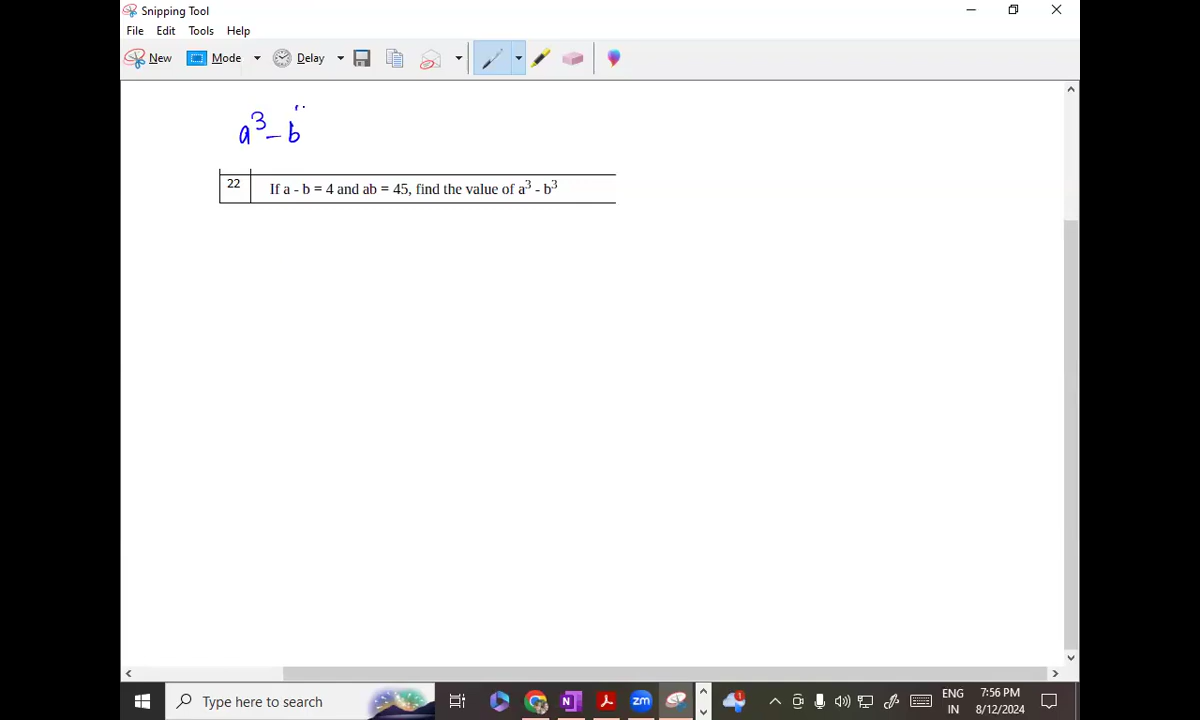 Snipping Tool
File Edit Tools Help
New Mode Delay
a³ - b
22 If a - b = 4 and ab = 45, find the value of a³ - b³
Type here to search
ENG 7:56 PM
IN 8/12/2024